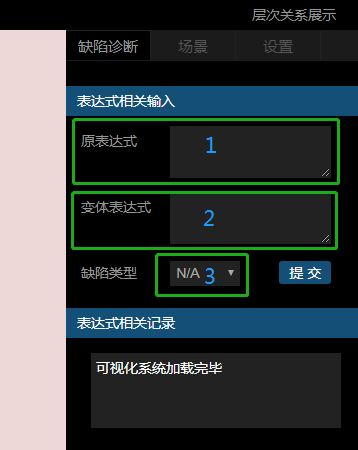 层次关系展示
缺陷诊断 场景 设置
表达式相关输入
原表达式 1
变体表达式 2
缺陷类型 N/A 3 ▼ 提 交
表达式相关记录
可视化系统加载完毕